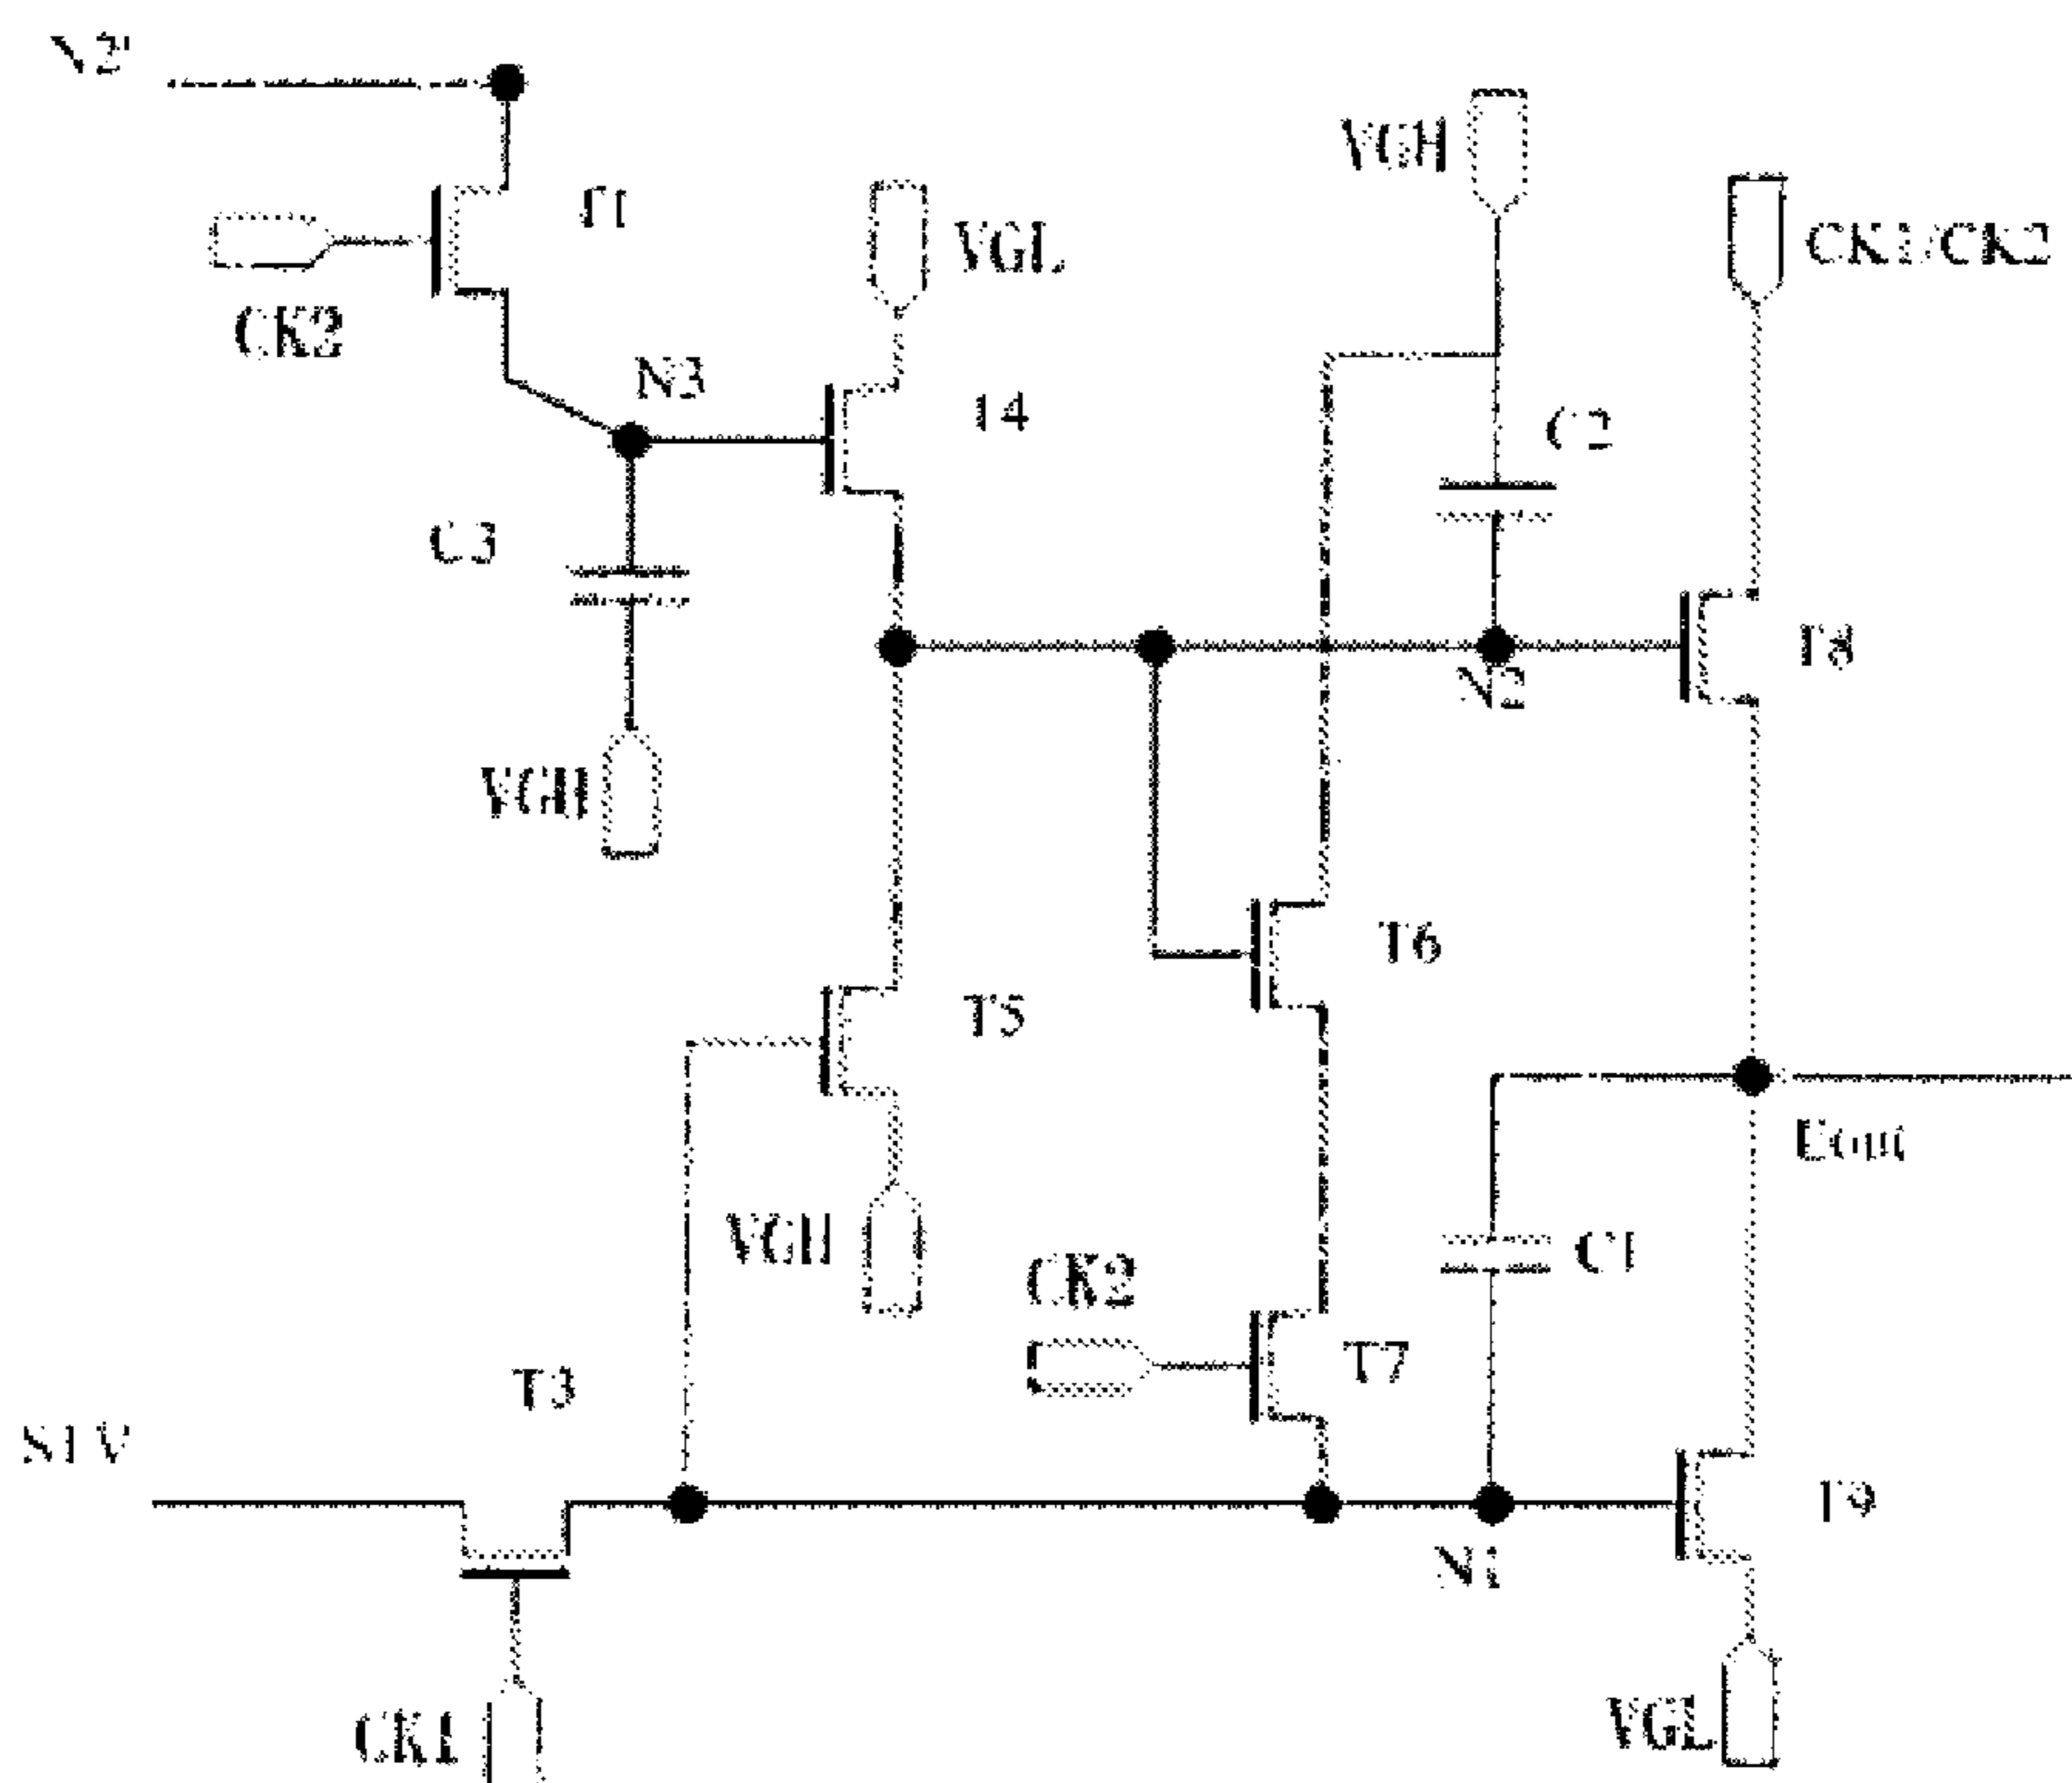 N2'
VGH
T1
VGL
CK1/CK2
CK2
N3
T4
C2
C3
T8
N2
VGH
T6
T5
Eout
VGH
C1
CK2
T7
T3
STV
T9
N1
CK1
VGL